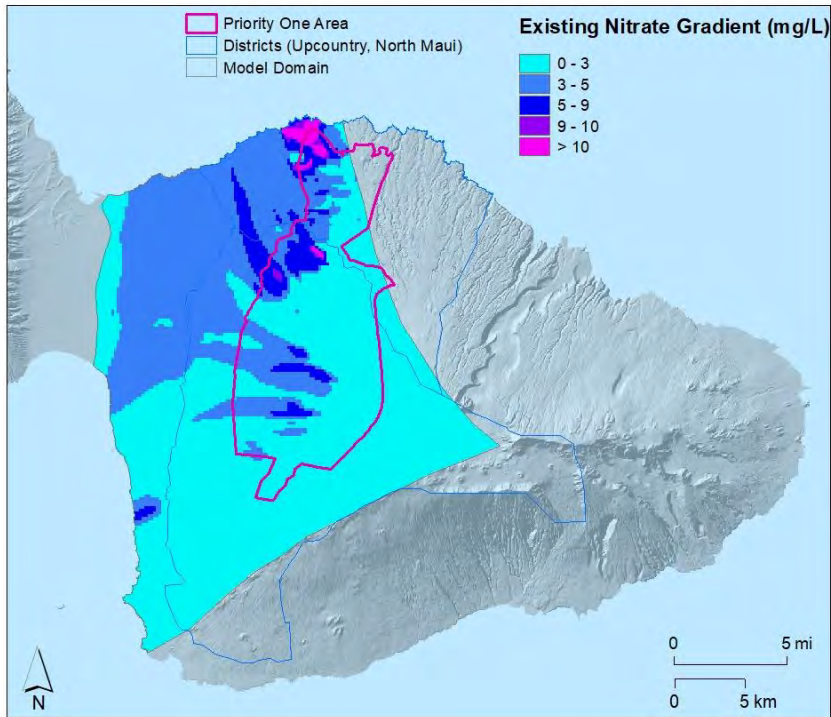 Priority One Area
Districts (Upcountry, North Maui)
Model Domain
Existing Nitrate Gradient (mg/L)
0 - 3
3 - 5
5 - 9
9 - 10
> 10
N
0 5 mi
0 5 km